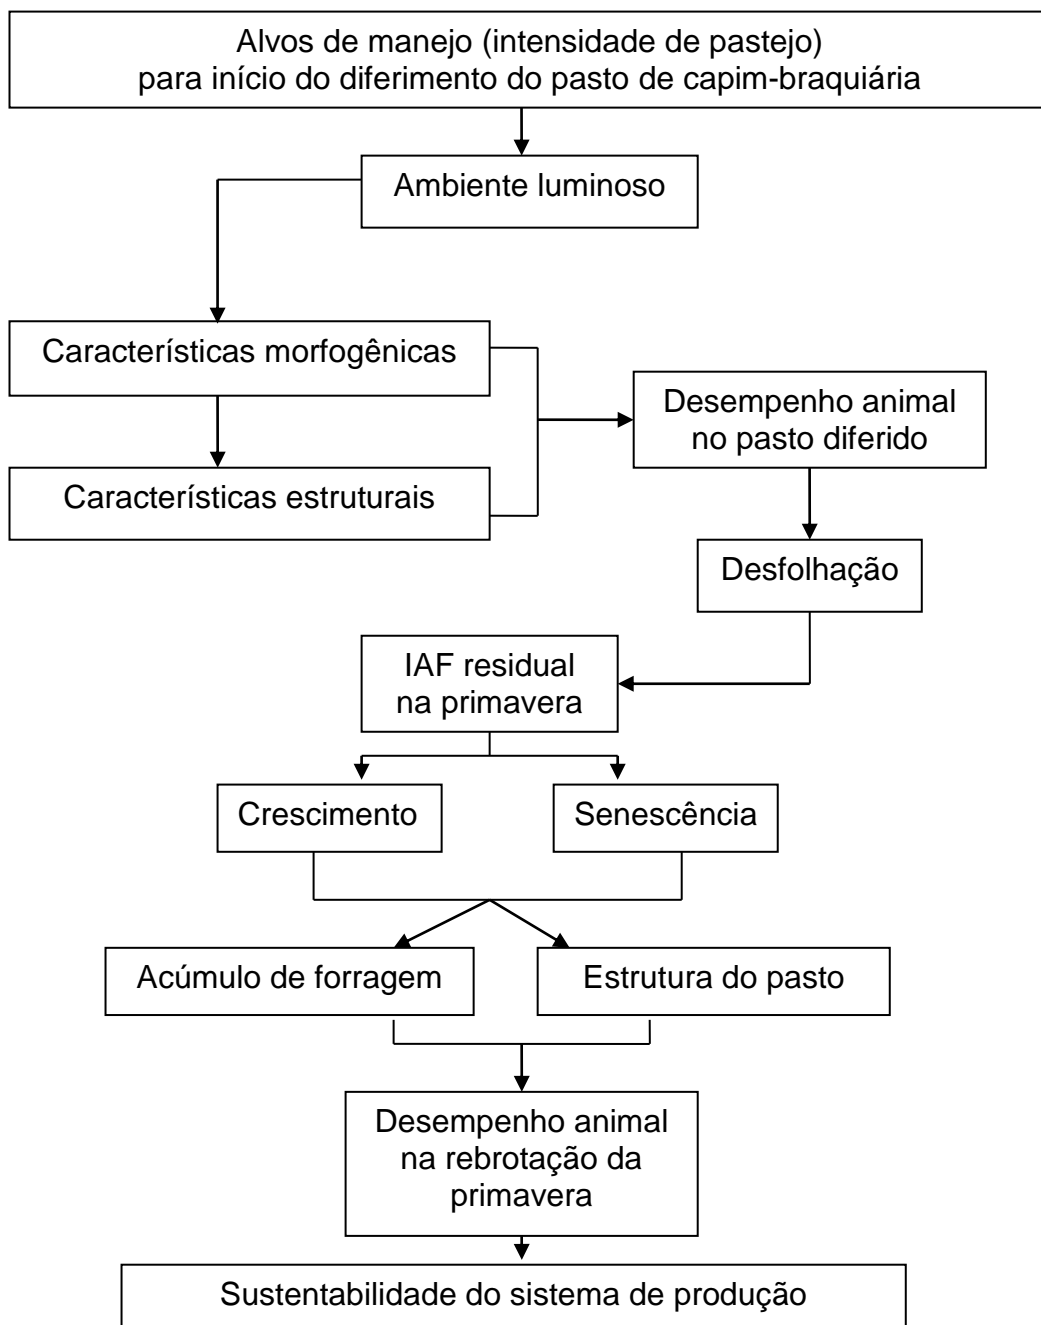 Alvos de manejo (intensidade de pastejo)
para início do diferimento do pasto de capim-braquiária
Ambiente luminoso
Características morfogênicas
Desempenho animal
no pasto diferido
Características estruturais
Desfolhação
IAF residual
na primavera
Crescimento
Senescência
Acúmulo de forragem
Estrutura do pasto
Desempenho animal
na rebrotação da
primavera
Sustentabilidade do sistema de produção